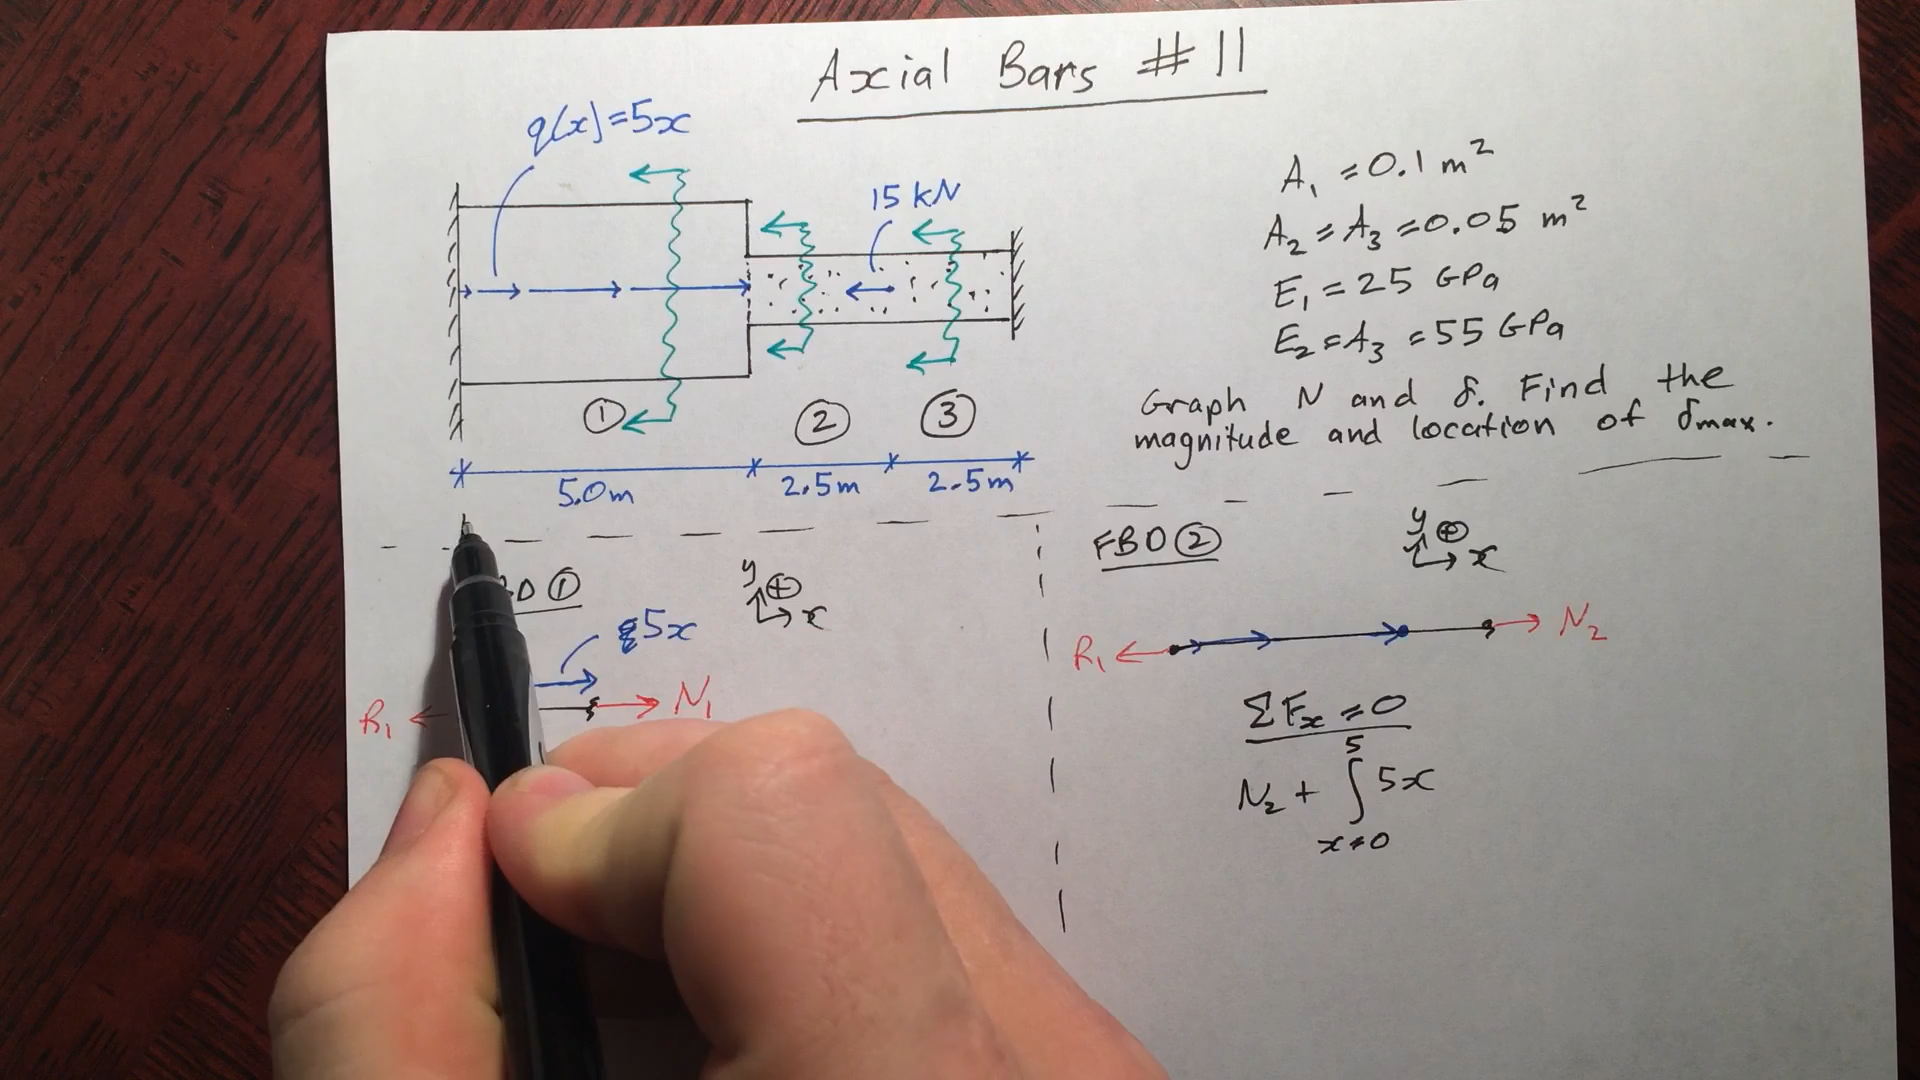 Axial Bars #11
q(x)=5x
15 kN
① ② ③
5.0m 2.5m 2.5m
A₁ = 0.1 m²
A₂ = A₃ = 0.05 m²
E₁ = 25 GPa
E₂ = A₃ = 55 GPa
Graph N and δ. Find the
magnitude and location of δmax.
D ①
y ⊕
x
5x
R₁ N₁
FBD ②
y ⊕
x
R₁ N₂
ΣFx = 0
N₂ + ∫ 5x
5
x=0